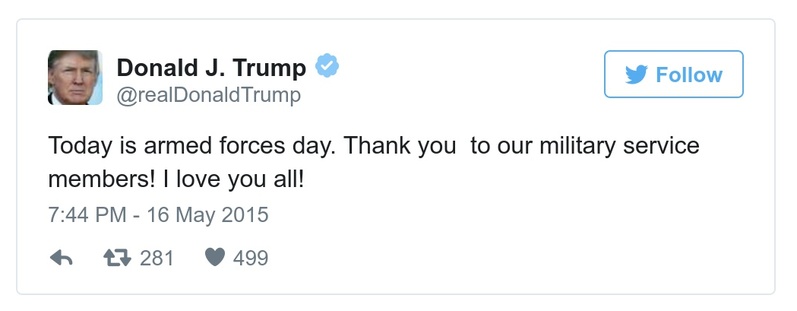 Donald J. Trump
@realDonaldTrump
Follow
Today is armed forces day. Thank you  to our military service
members! I love you all!
7:44 PM - 16 May 2015
281 499